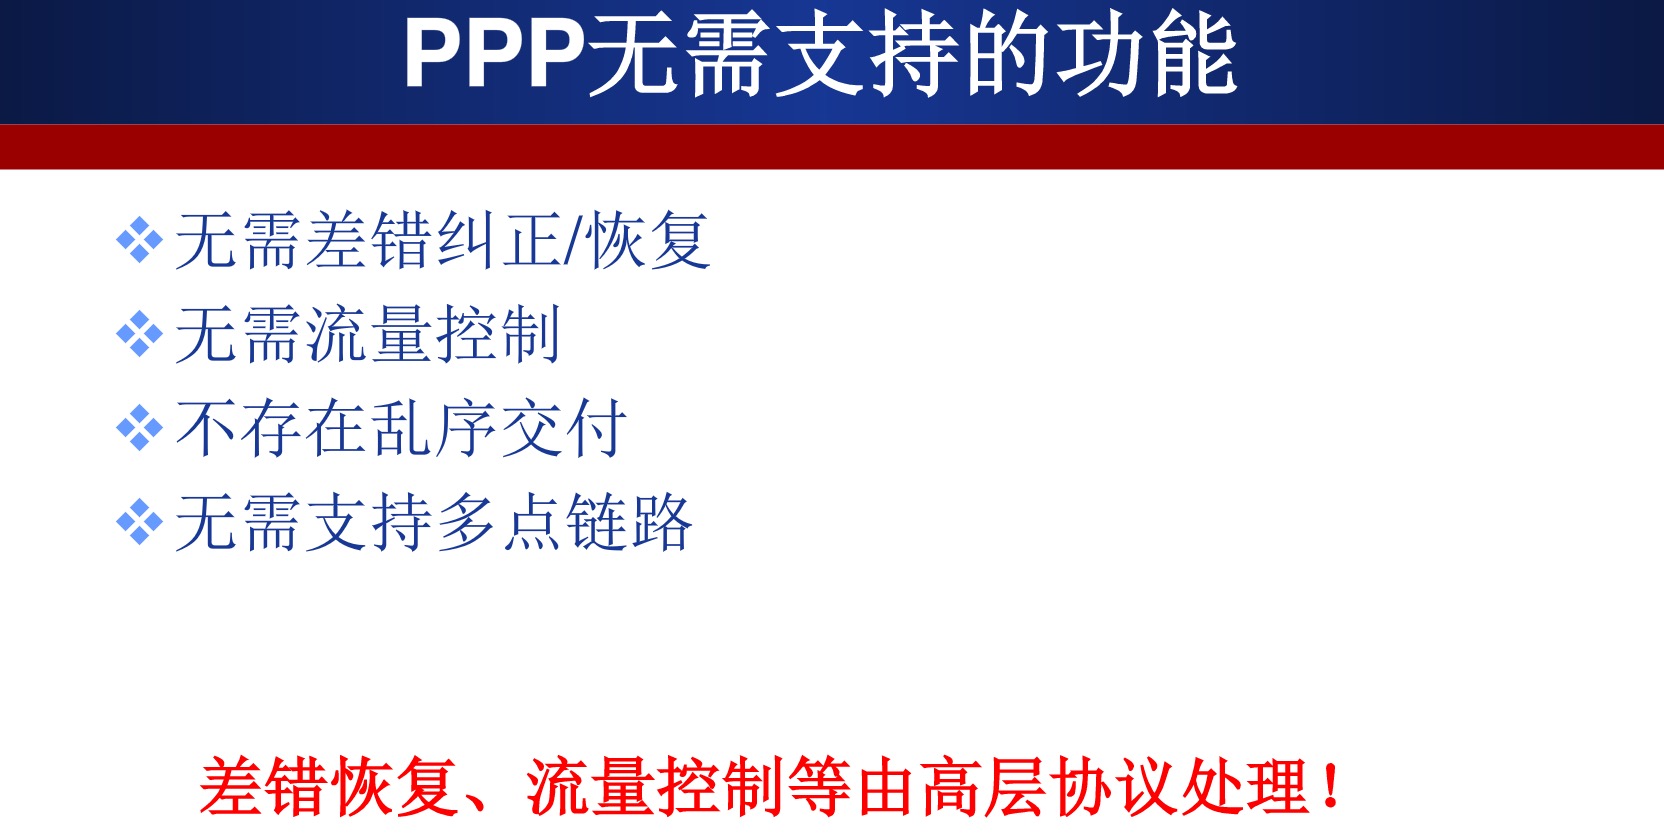 PPP无需支持的功能
无需差错纠正/恢复
无需流量控制
不存在乱序交付
无需支持多点链路
差错恢复、流量控制等由高层协议处理！